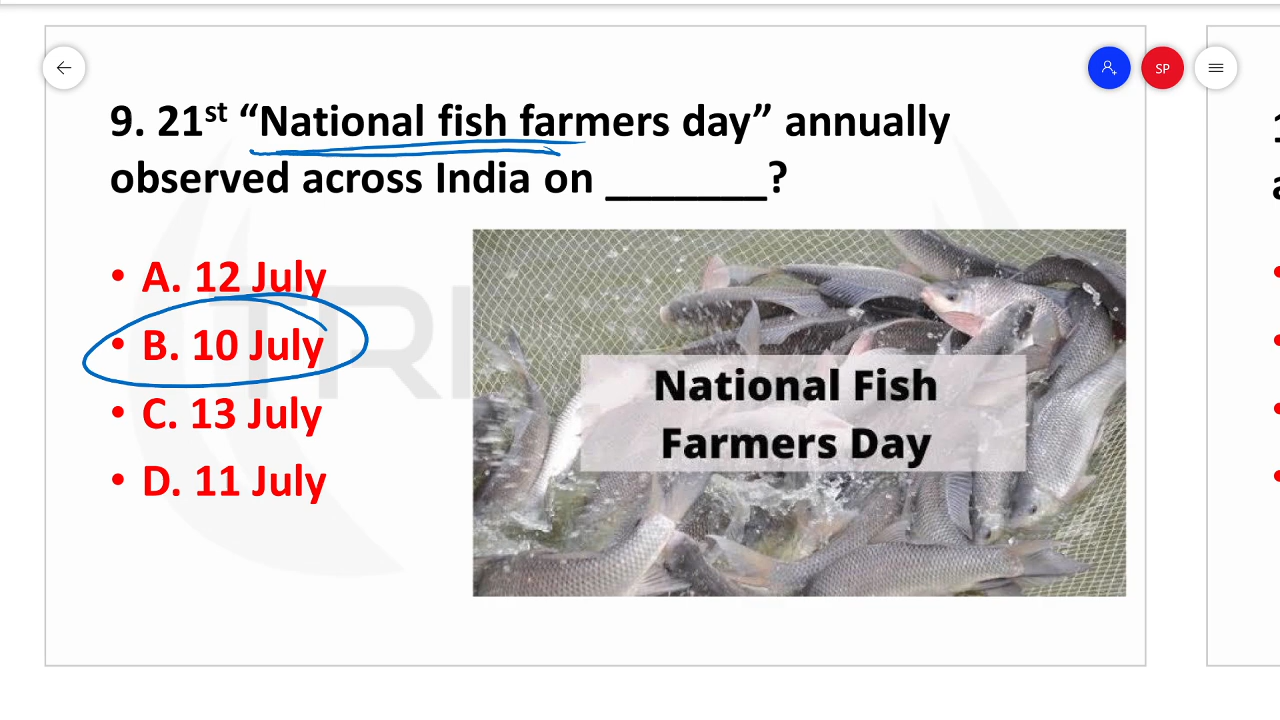 SP
9. 21st “National fish farmers day” annually
observed across India on _______?
• A. 12 July
• B. 10 July
• C. 13 July
• D. 11 July
National Fish
Farmers Day